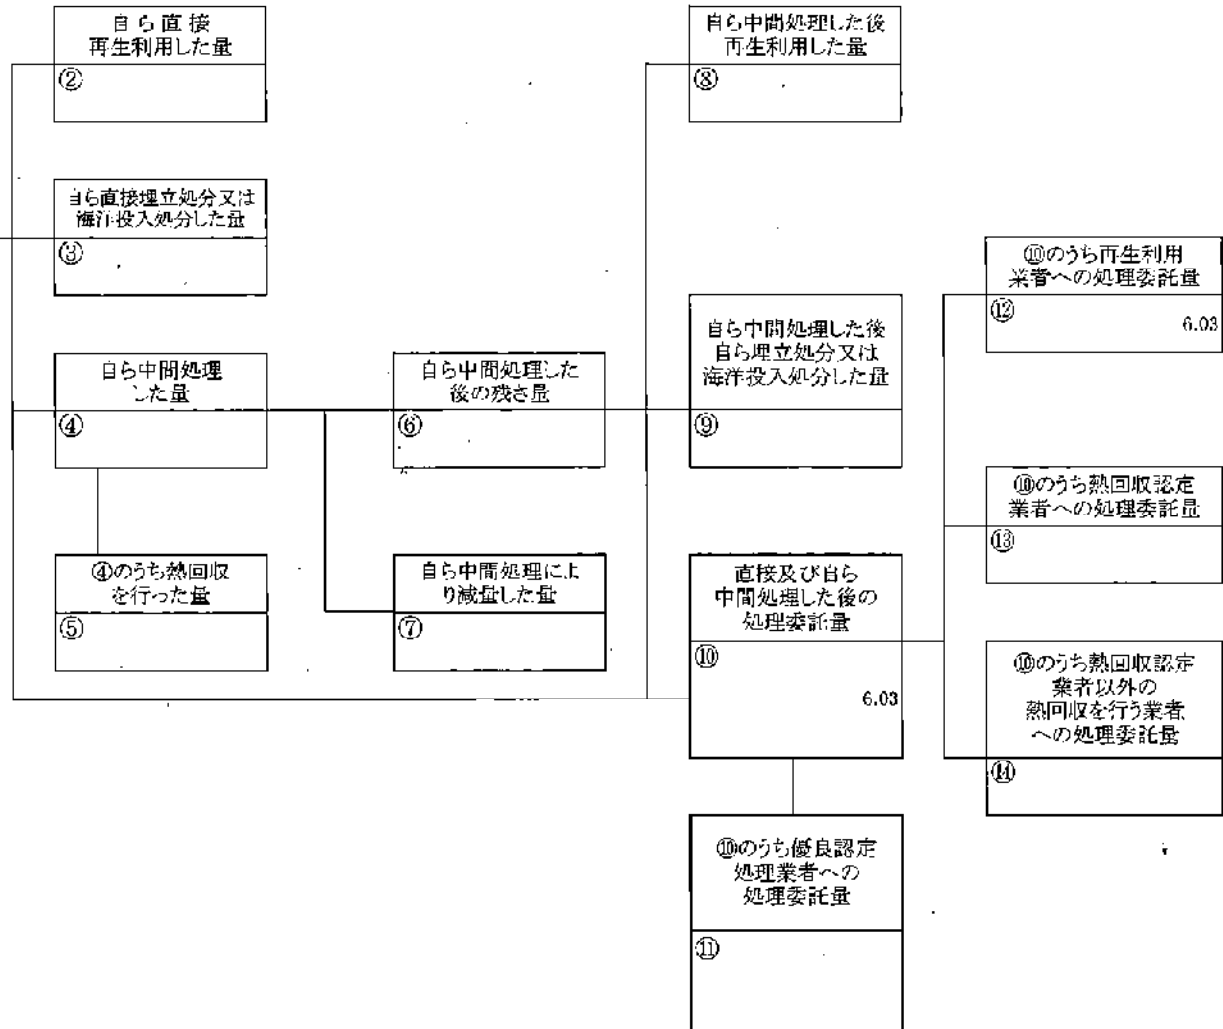 自ら直接
再生利用した量
②
自ら中間処理した後
再生利用した量
⑧
自ら直接埋立処分又は
海洋投入処分した量
③
⑩のうち再生利用
業者への処理委託量
⑫
6.03
自ら中間処理
した量
④
自ら中間処理した
後の残さ量
⑥
自ら中間処理した後
自ら埋立処分又は
海洋投入処分した量
⑨
⑩のうち熱回収認定
業者への処理委託量
⑬
④のうち熱回収
を行った量
⑤
自ら中間処理によ
り減量した量
⑦
直接及び自ら
中間処理した後の
処理委託量
⑩
6.03
⑩のうち熱回収認定
業者以外の
熱回収を行う業者
への処理委託量
⑭
⑩のうち優良認定
処理業者への
処理委託量
⑪